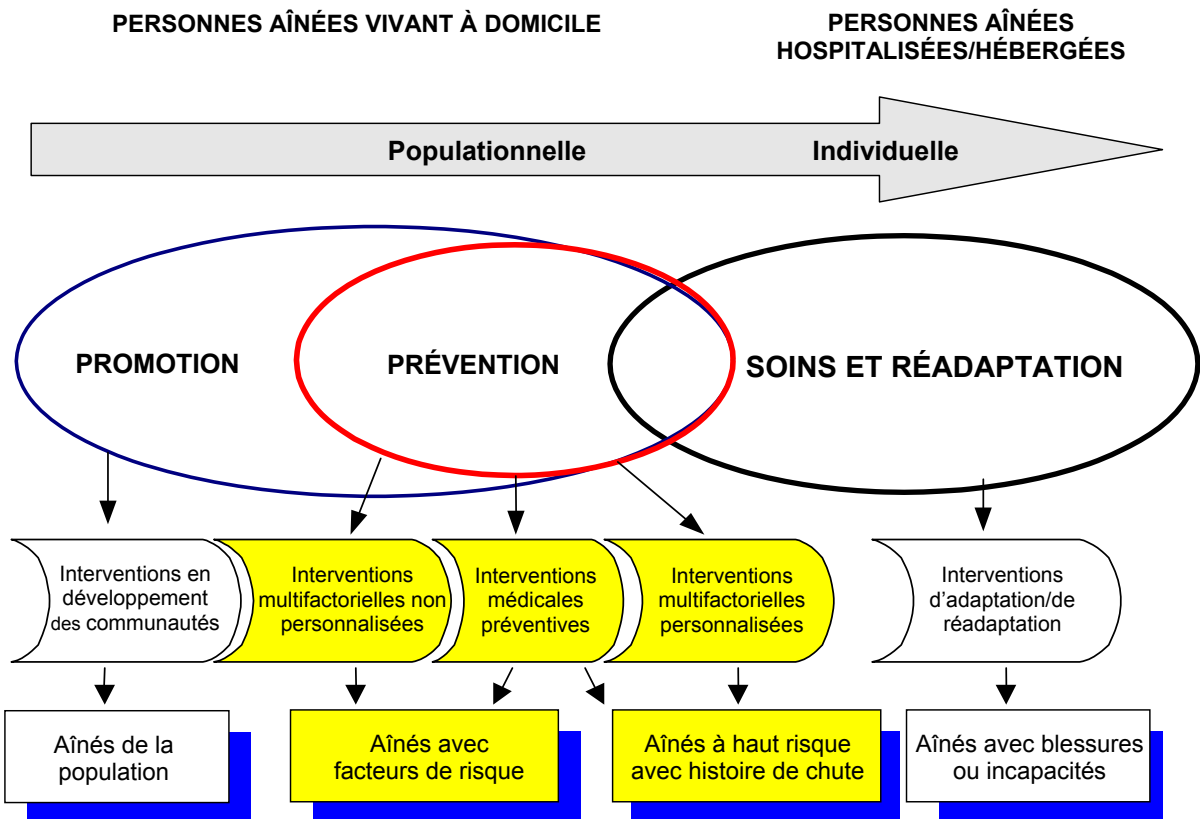 PERSONNES AÎNÉES VIVANT À DOMICILE
PERSONNES AÎNÉES
HOSPITALISÉES/HÉBERGÉES
Populationnelle
Individuelle
PROMOTION
PRÉVENTION
SOINS ET RÉADAPTATION
Interventions en
développement
des communautés
Interventions
multifactorielles non
personnalisées
Interventions
médicales
préventives
Interventions
multifactorielles
personnalisées
Interventions
d’adaptation/de
réadaptation
Aînés de la
population
Aînés avec
facteurs de risque
Aînés à haut risque
avec histoire de chute
Aînés avec blessures
ou incapacités